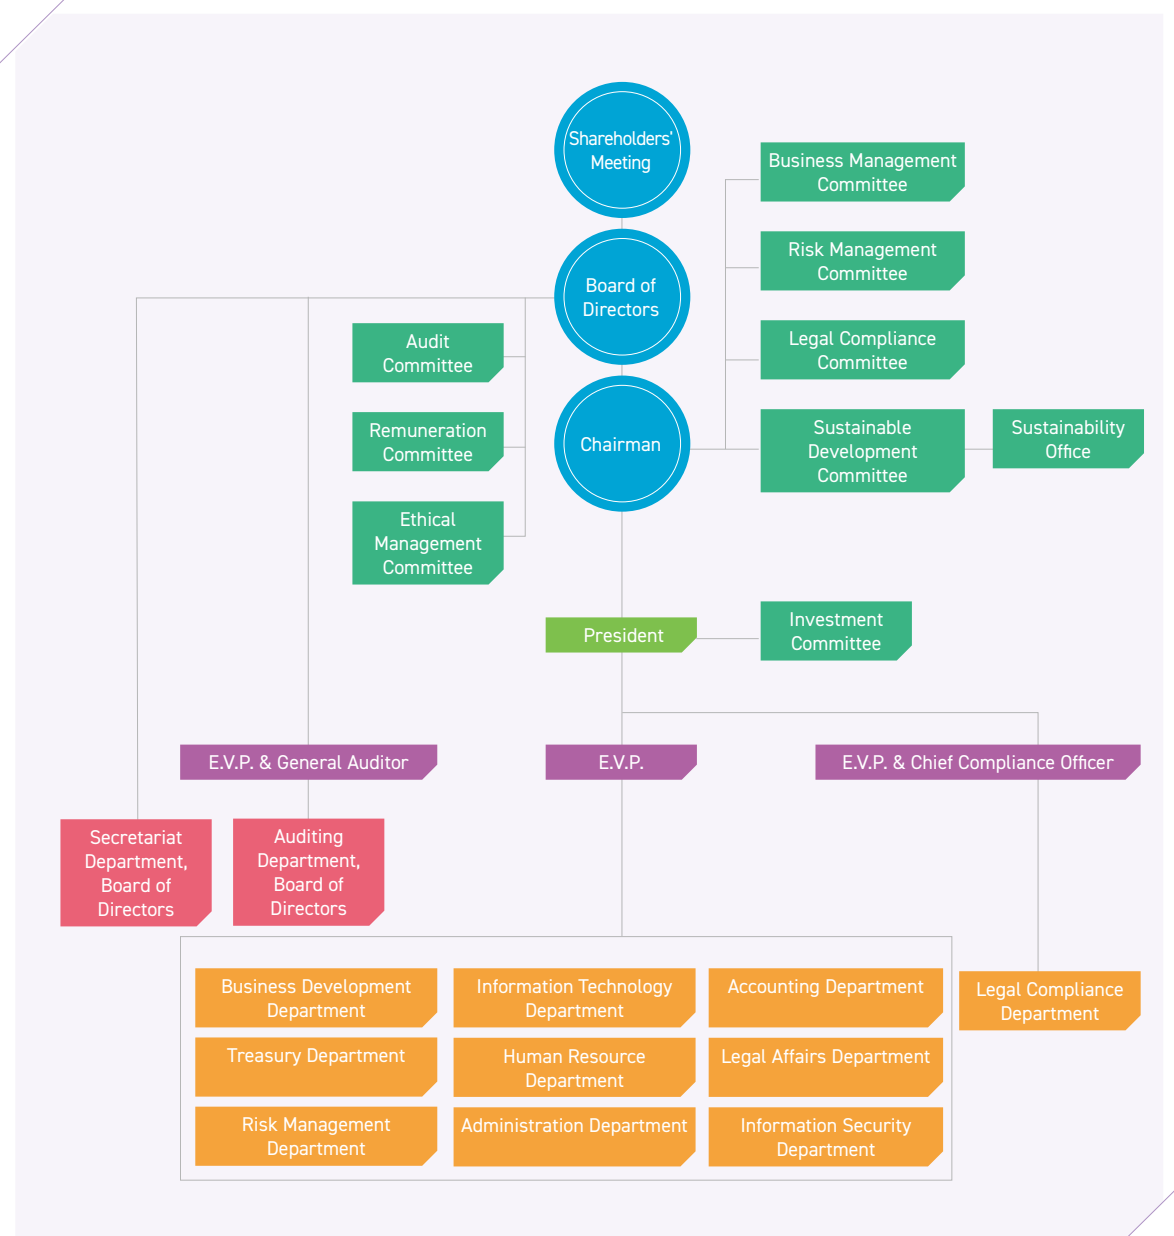 Shareholders'
Meeting
Business Management
Committee
Risk Management
Committee
Board of
Directors
Audit
Committee
Legal Compliance
Committee
Remuneration
Committee
Chairman
Sustainable
Development
Committee
Sustainability
Office
Ethical
Management
Committee
President
Investment
Committee
E.V.P. & General Auditor
E.V.P.
E.V.P. & Chief Compliance Officer
Secretariat
Department,
Board of
Directors
Auditing
Department,
Board of
Directors
Business Development
Department
Information Technology
Department
Accounting Department
Legal Compliance
Department
Treasury Department
Human Resource
Department
Legal Affairs Department
Risk Management
Department
Administration Department
Information Security
Department